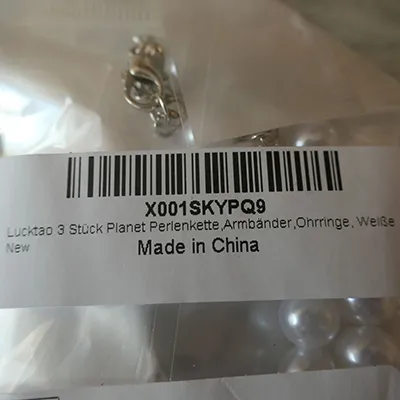 X001SKYPQ9
Lucktao 3 Stück Planet Perlenkette,Armbänder,Ohrringe, Weiße
New
Made in China